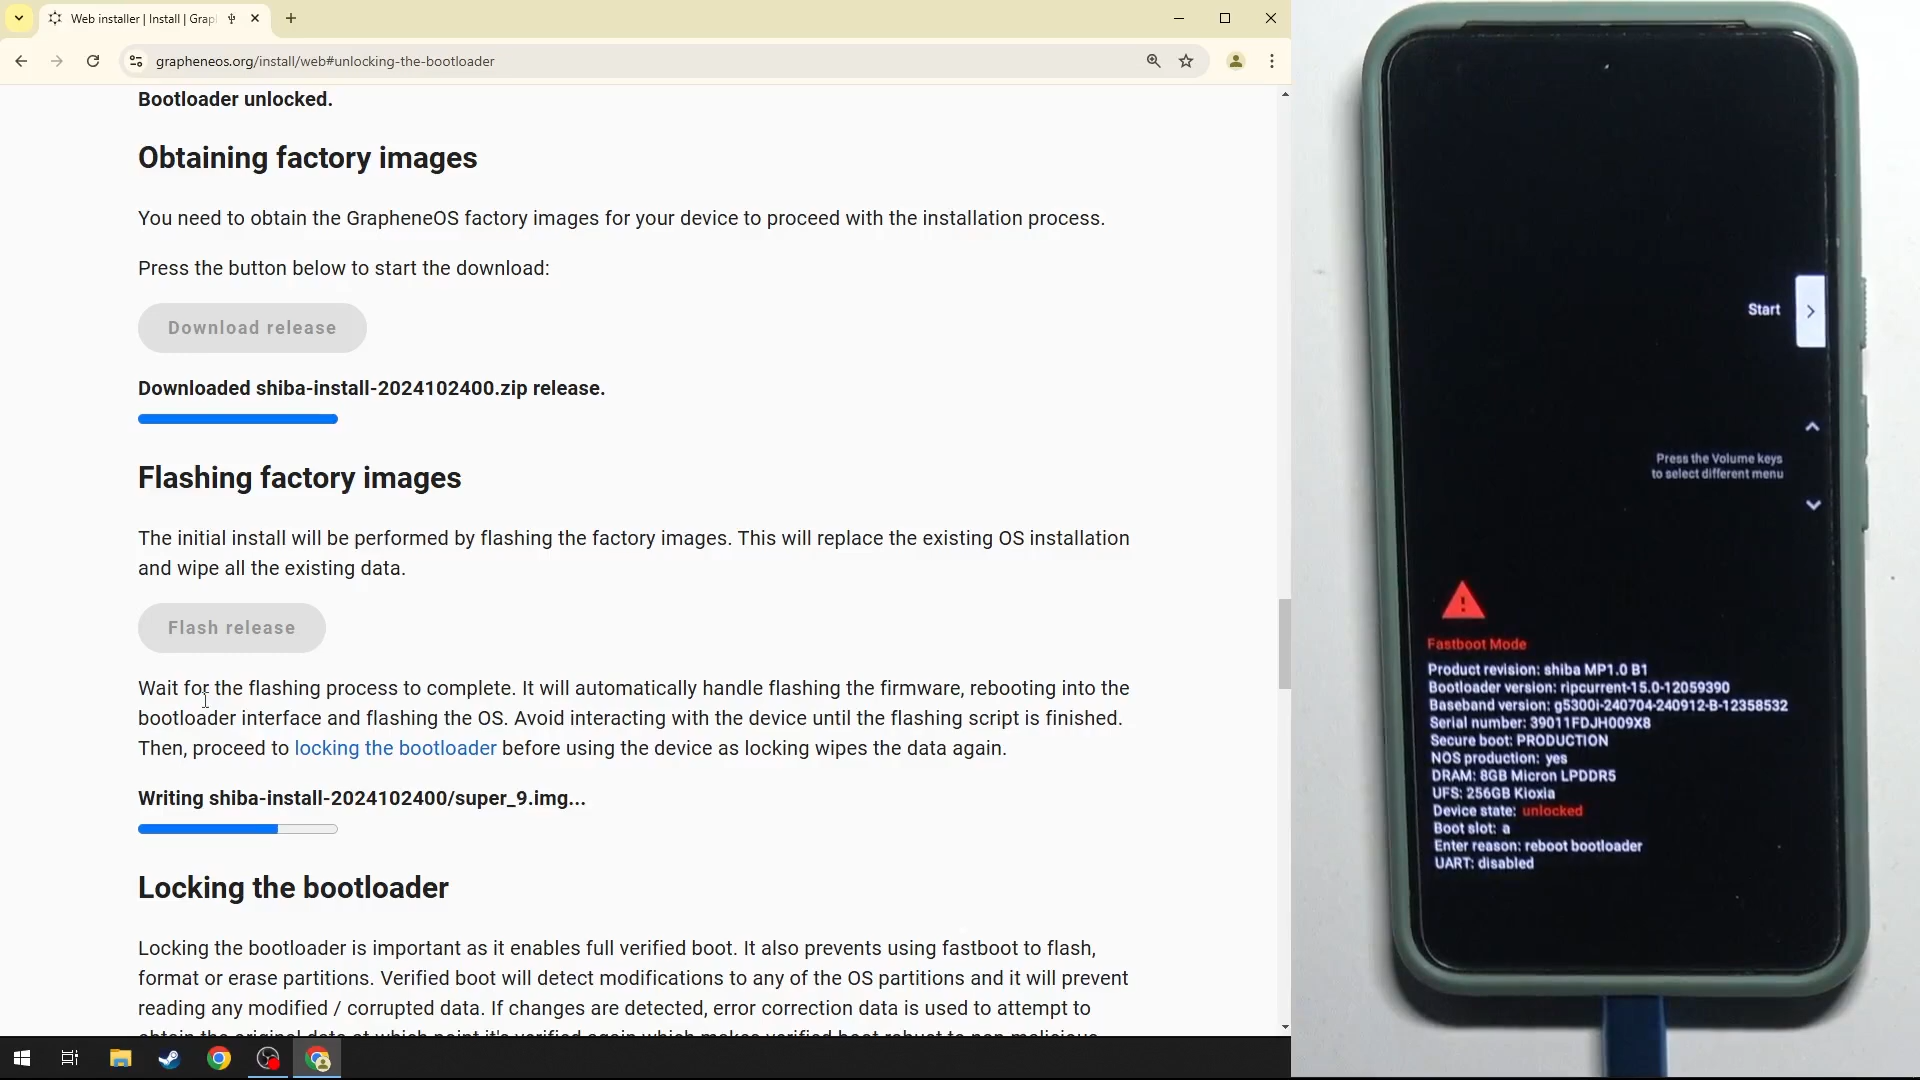 Web installer | Install | Grap
grapheneos.org/install/web#unlocking-the-bootloader
Bootloader unlocked.
Obtaining factory images
You need to obtain the GrapheneOS factory images for your device to proceed with the installation process.
Press the button below to start the download:
Download release
Downloaded shiba-install-2024102400.zip release.
Flashing factory images
The initial install will be performed by flashing the factory images. This will replace the existing OS installation
and wipe all the existing data.
Flash release
Wait for the flashing process to complete. It will automatically handle flashing the firmware, rebooting into the
bootloader interface and flashing the OS. Avoid interacting with the device until the flashing script is finished.
Then, proceed to locking the bootloader before using the device as locking wipes the data again.
Writing shiba-install-2024102400/super_9.img...
Locking the bootloader
Locking the bootloader is important as it enables full verified boot. It also prevents using fastboot to flash,
format or erase partitions. Verified boot will detect modifications to any of the OS partitions and it will prevent
reading any modified / corrupted data. If changes are detected, error correction data is used to attempt to
Start
Press the Volume keys
to select different menu
Fastboot Mode
Product revision: shiba MP1.0 B1
Bootloader version: ripcurrent-15.0-12059390
Baseband version: g5300i-240704-240912-B-12358532
Serial number: 39011FDJH009X8
Secure boot: PRODUCTION
NOS production: yes
DRAM: 8GB Micron LPDDR5
UFS: 256GB Kioxia
Device state: unlocked
Boot slot: a
Enter reason: reboot bootloader
UART: disabled